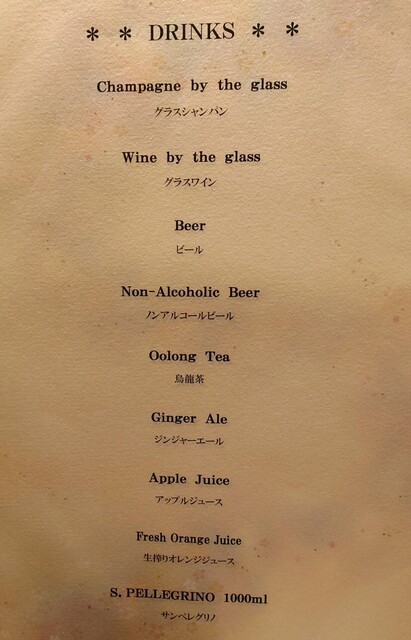 * * DRINKS * *
Champagne by the glass
グラスシャンパン
Wine by the glass
グラスワイン
Beer
ビール
Non-Alcoholic Beer
ノンアルコールビール
Oolong Tea
烏龍茶
Ginger Ale
ジンジャーエール
Apple Juice
アップルジュース
Fresh Orange Juice
生搾りオレンジジュース
S. PELLEGRINO 1000ml
サンペレグリノ